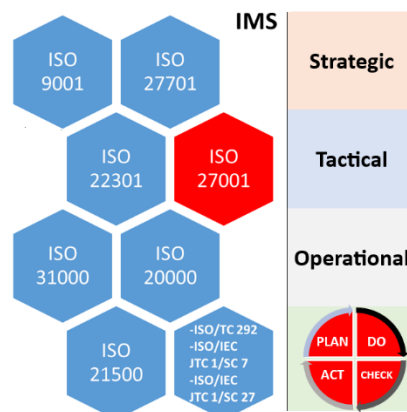 IMS
ISO
9001
ISO
27701
Strategic
ISO
22301
ISO
27001
Tactical
ISO
31000
ISO
20000
Operational
ISO
21500
-ISO/TC 292
-ISO/IEC
JTC 1/SC 7
-ISO/IEC
JTC 1/SC 27
PLAN
DO
ACT
CHECK